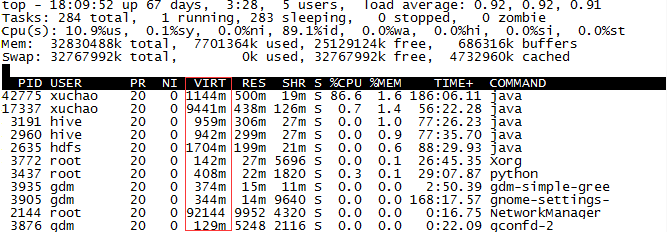 top - 18:09:52 up 67 days,  3:28,  5 users,  load average: 0.92, 0.92, 0.91
Tasks: 284 total,   1 running, 283 sleeping,   0 stopped,   0 zombie
Cpu(s): 10.9%us,  0.1%sy,  0.0%ni, 89.1%id,  0.0%wa,  0.0%hi,  0.0%si,  0.0%st
Mem:  32830488k total,  7701364k used, 25129124k free,   686316k buffers
Swap: 32767992k total,        0k used, 32767992k free,  4732960k cached
PID USER      PR  NI  VIRT  RES  SHR S %CPU %MEM    TIME+  COMMAND
42775 xuchao    20   0 1144m 500m  19m S 86.6  1.6 186:06.11 java
17337 xuchao    20   0 9441m 438m 126m S  0.7  1.4  56:22.28 java
3191 hive      20   0  959m 306m  27m S  0.0  1.0  77:26.23 java
2960 hive      20   0  942m 299m  27m S  0.0  0.9  77:35.70 java
2635 hdfs      20   0 1704m 199m  21m S  0.0  0.6  88:29.93 java
3772 root      20   0  142m  27m 5696 S  0.0  0.1  26:45.35 Xorg
3437 root      20   0  408m  22m 1820 S  0.3  0.1  29:07.87 python
3935 gdm       20   0  374m  15m  11m S  0.0  0.0   2:50.39 gdm-simple-gree
3905 gdm       20   0  344m  14m 9640 S  0.0  0.0 168:17.57 gnome-settings-
2144 root      20   0 92144 9952 4320 S  0.0  0.0   0:16.75 NetworkManager
3876 gdm       20   0  129m 5248 2116 S  0.0  0.0   0:22.09 gconfd-2